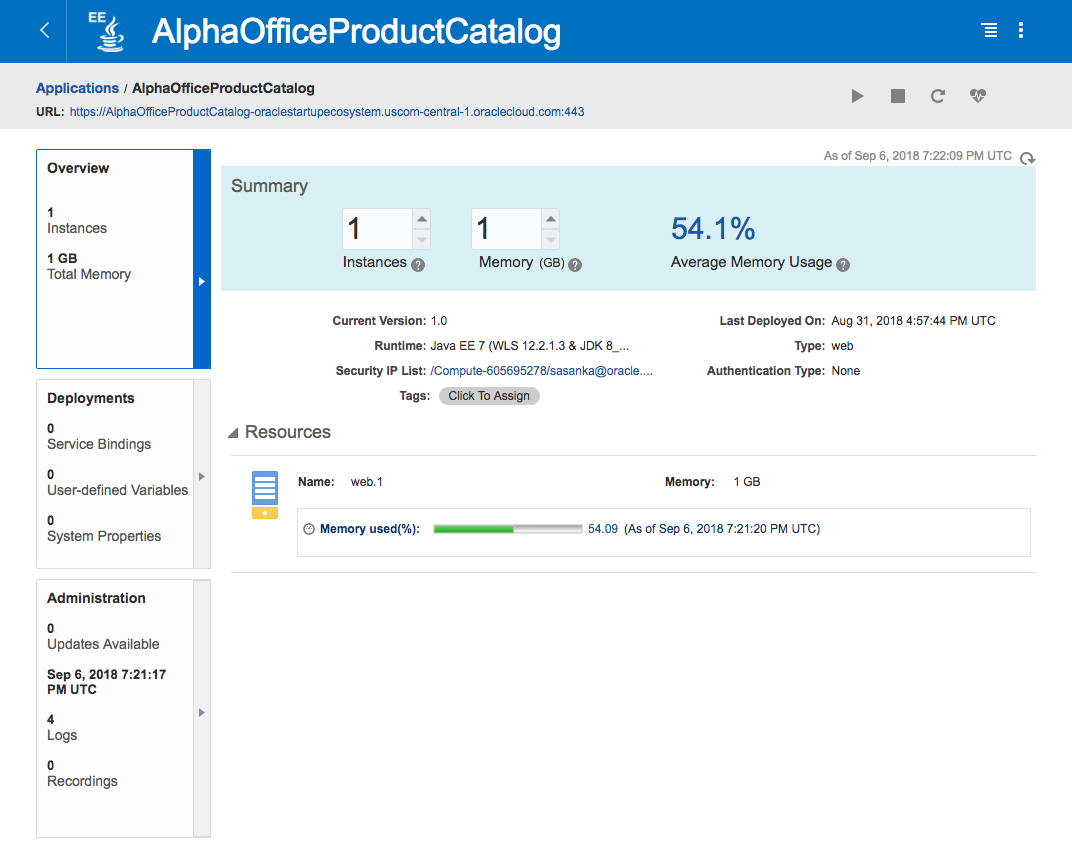 EE
AlphaOfficeProductCatalog
Applications / AlphaOfficeProductCatalog
URL: https://AlphaOfficeProductCatalog-oraclestartupecosystem.uscom-central-1.oraclecloud.com:443
As of Sep 6, 2018 7:22:09 PM UTC
Overview
1
Instances
1 GB
Total Memory
Deployments
0
Service Bindings
0
User-defined Variables
0
System Properties
Administration
0
Updates Available
Sep 6, 2018 7:21:17
PM UTC
4
Logs
0
Recordings
Summary
1 1 54.1%
Instances ? Memory (GB) ? Average Memory Usage ?
Current Version: 1.0 Last Deployed On: Aug 31, 2018 4:57:44 PM UTC
Runtime: Java EE 7 (WLS 12.2.1.3 & JDK 8_... Type: web
Security IP List: /Compute-605695278/sasanka@oracle.... Authentication Type: None
Tags: Click To Assign
Resources
Name: web.1 Memory: 1 GB
Memory used(%): 54.09 (As of Sep 6, 2018 7:21:20 PM UTC)